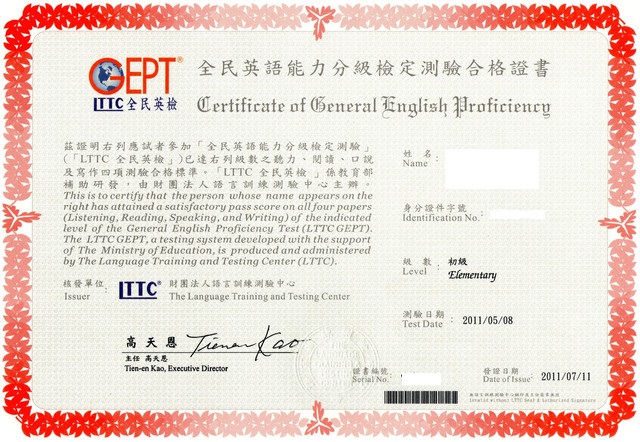 GEPT®
LTTC 全民英檢
全民英語能力分級檢定測驗合格證書
Certificate of General English Proficiency
茲證明右列應試者參加「全民英語能力分級檢定測驗」
(「LTTC 全民英檢」)已達右列級數之聽力、閱讀、口說
及寫作四項測驗合格標準。「LTTC 全民英檢」係教育部
補助研發，由財團法人語言訓練測驗中心主辦。
This is to certify that the person whose name appears on the
right has attained a satisfactory pass score on all four papers
(Listening, Reading, Speaking, and Writing) of the indicated
level of the General English Proficiency Test (LTTC GEPT).
The LTTC GEPT, a testing system developed with the support
of The Ministry of Education, is produced and administered
by The Language Training and Testing Center (LTTC).
核發單位:
Issuer
LTTC®
財團法人語言訓練測驗中心
The Language Training and Testing Center
高天恩 Tienen Kao
主任 高天恩
Tien-en Kao, Executive Director
姓名:
Name
身分證件字號
Identification No.:
級數: 初級
Level Elementary
測驗日期:
Test Date 2011/05/08
證書編號
Serial No.:
發證日期
Date of Issue: 2011/07/11
Invalid without LTTC Seal & Authorized Signature